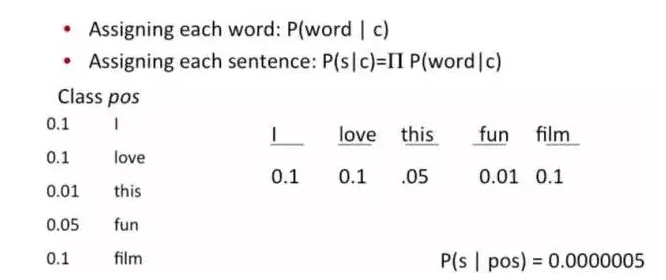 • Assigning each word: P(word | c)
• Assigning each sentence: P(s|c)=Π P(word|c)
Class pos
0.1 I
0.1 love
0.01 this
0.05 fun
0.1 film
I love this fun film
0.1 0.1 .05 0.01 0.1
P(s | pos) = 0.0000005